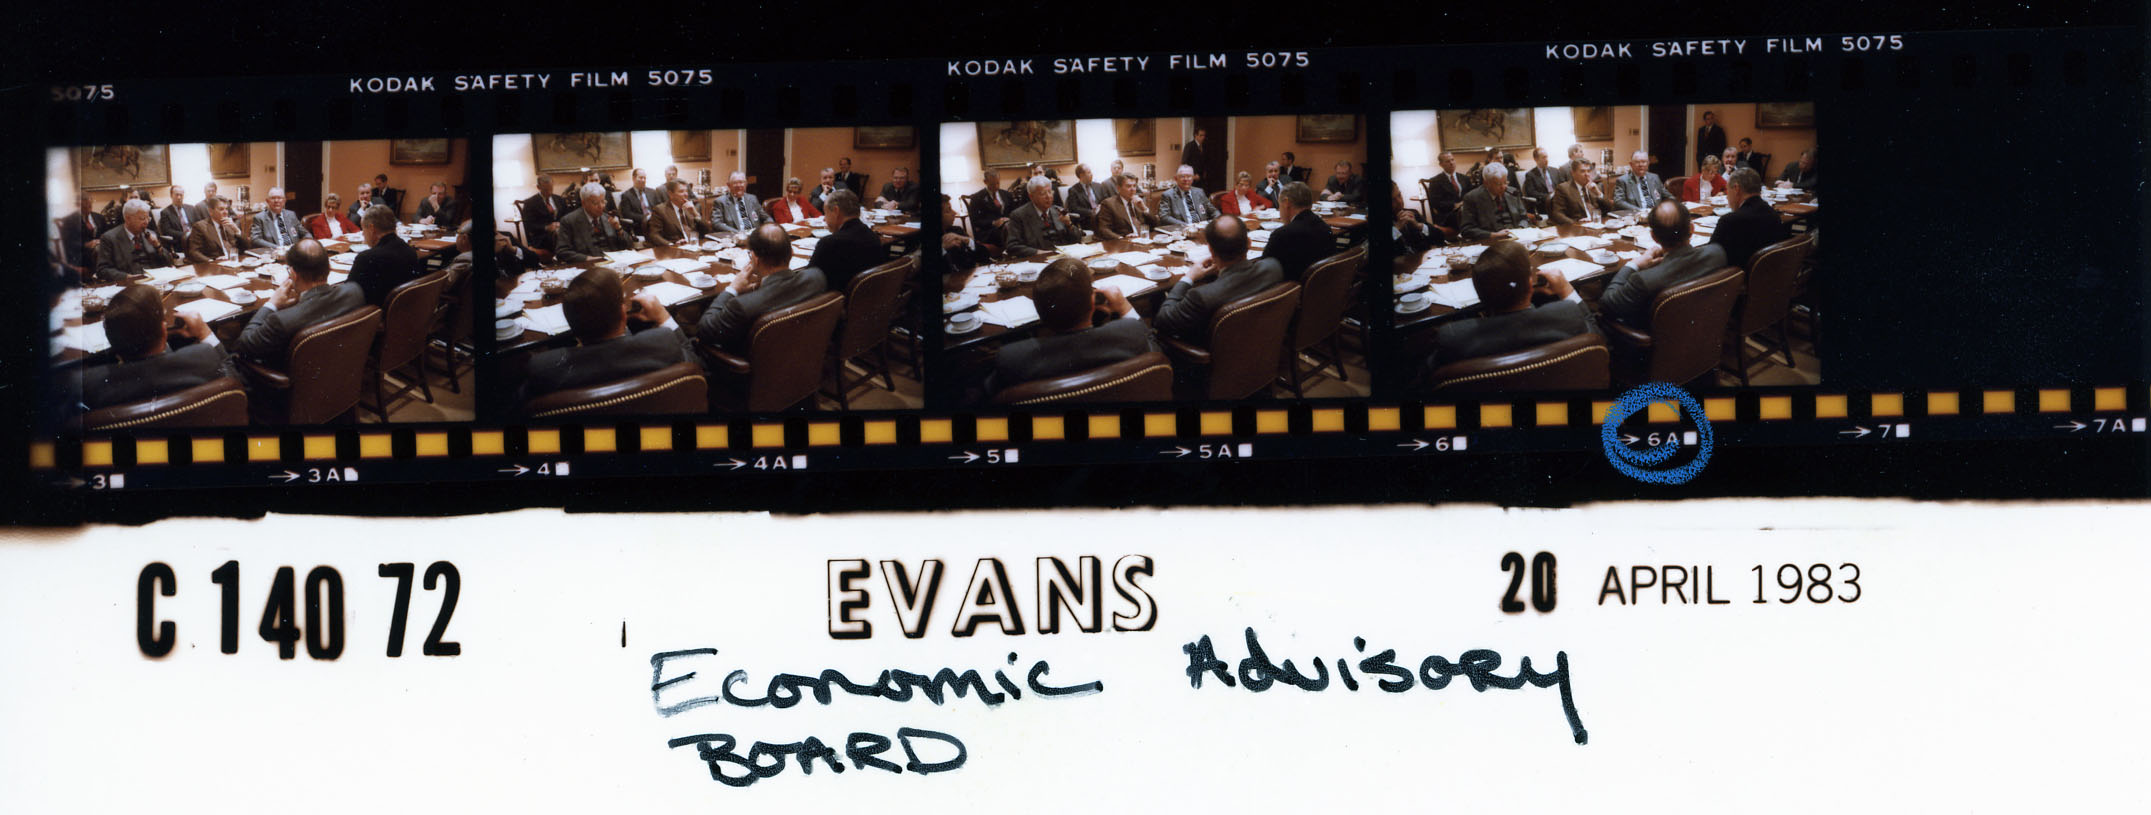 5075 KODAK SAFETY FILM 5075 KODAK SAFETY FILM 5075 KODAK SAFETY FILM 5075
→ 3 → 3A → 4 → 4A → 5 → 5A → 6 → 6A → 7 → 7A
C 140 72 EVANS 20 APRIL 1983
Economic Advisory
BOARD